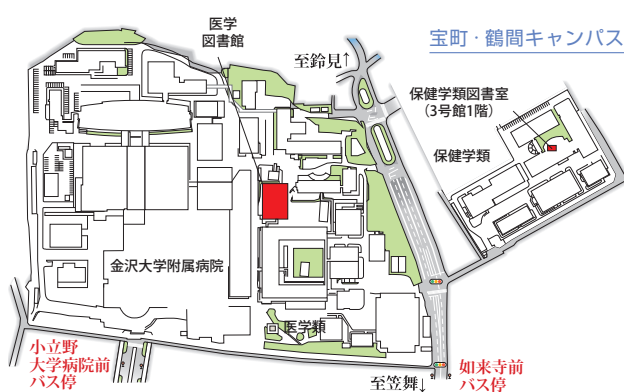 宝町・鶴間キャンパス
医学
図書館
至鈴見↑
保健学類図書室
(3号館1階)
保健学類
金沢大学附属病院
医学類
小立野
大学病院前
バス停
至笠舞↓
如来寺前
バス停